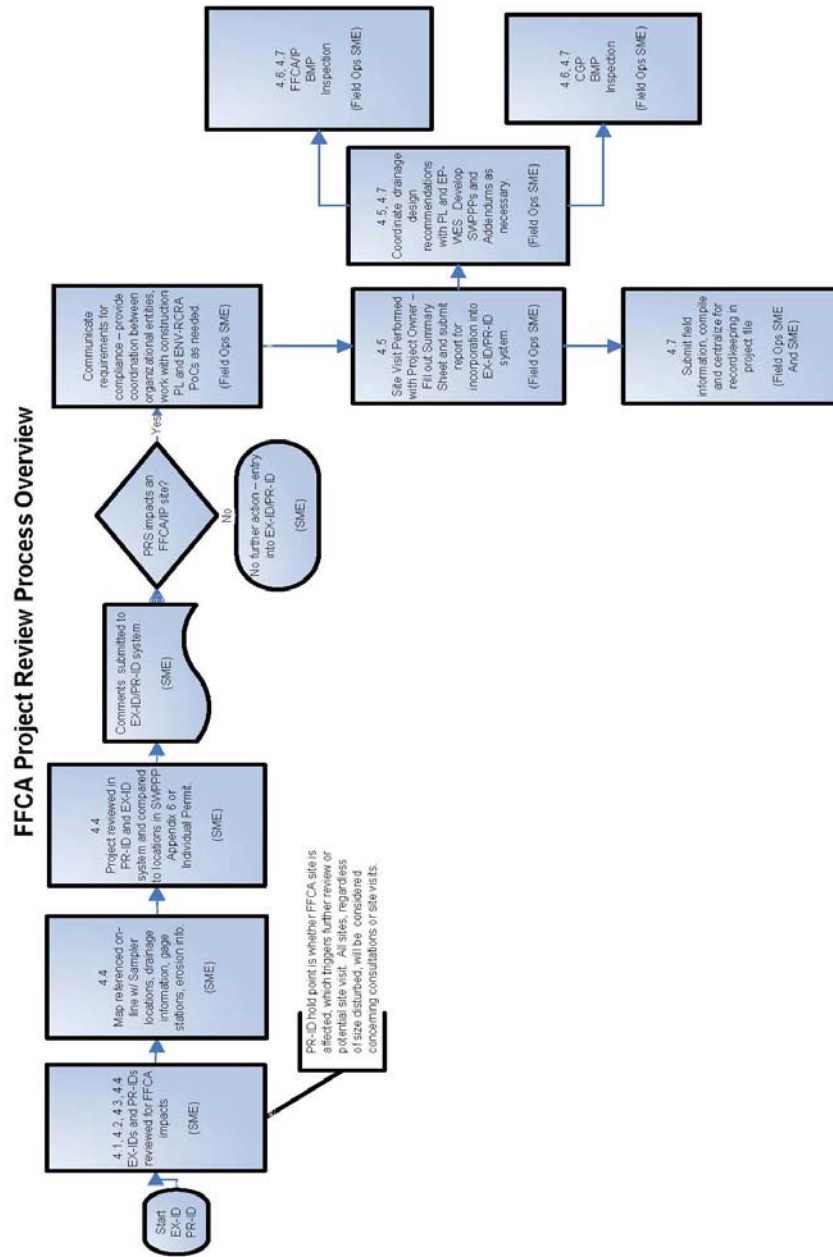 FFCA Project Review Process Overview
Start
EX-ID
PR-ID
4.1, 4.2, 4.3, 4.4
EX-IDs and PR-IDs
reviewed for FFCA
impacts
(SME)
PR-ID hold point is whether FFCA site is
affected, which triggers further review or
potential site visit. All sites, regardless
of size disturbed, will be considered
concerning consultations or site visits.
4.4
Map referenced on-
line w/ Sampler
locations, drainage
information, gage
stations, erosion info.
(SME)
4.4
Project reviewed in
PR-ID and EX-ID
system and compared
to locations in SWPPP
Appendix 6 or
Individual Permit.
(SME)
Comments submitted to
EX-ID/PR-ID system.
(SME)
PRS impacts an
FFCA/IP site?
No
No further action – entry
into EX-ID/PR-ID
(SME)
Yes
Communicate
requirements for
compliance – provide
coordination between
organizational entities,
work with construction
PL and ENV-RCRA
PoCs as needed.
(Field Ops SME)
4.5
Site Visit Performed
with Project Owner –
Fill out Summary
Sheet and submit
report for
incorporation into
EX-ID/PR-ID
system.
(Field Ops SME)
4.7
Submit field
information, compile
and centralize for
recordkeeping in
project file
(Field Ops SME
And SME)
4.5, 4.7
Coordinate drainage
design
recommendations
with PL and EP-
WES. Develop
SWPPPs and
Addendums as
necessary.
(Field Ops SME)
4.6, 4.7
FFCA/IP
BMP
Inspection
(Field Ops SME)
4.6, 4.7
CGP
BMP
Inspection
(Field Ops SME)